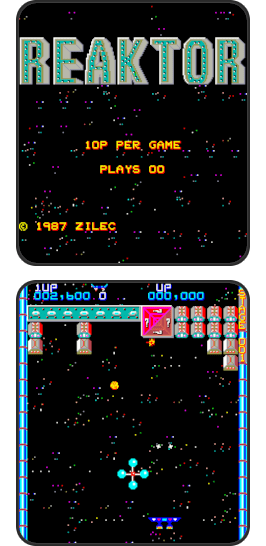 REAKTOR
10P PER GAME
PLAYS 00
© 1987 ZILEC
1UP UP
002,600 0 000,000
STAGE 001